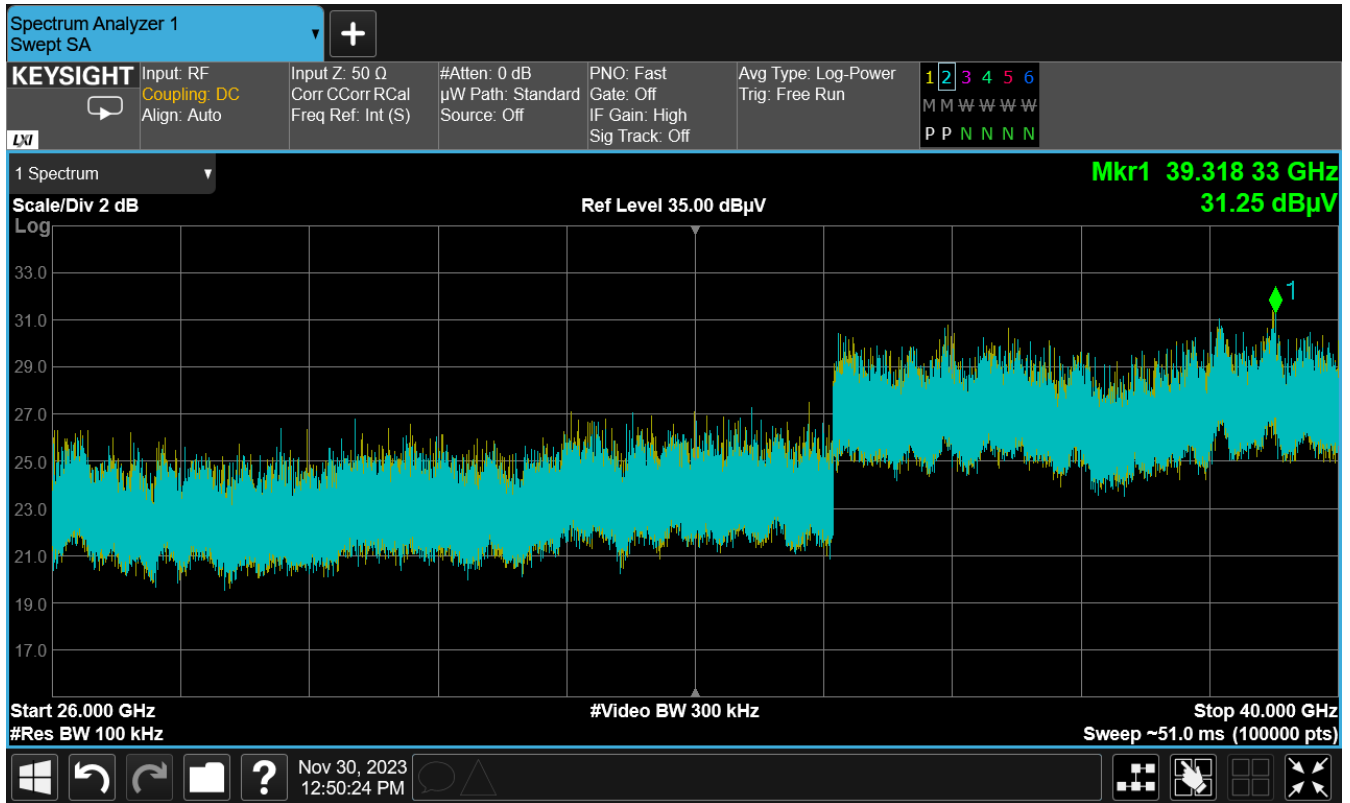 Spectrum Analyzer 1
Swept SA
KEYSIGHT
LXI
Input: RF
Coupling: DC
Align: Auto
Input Z: 50 Ω
Corr CCorr RCal
Freq Ref: Int (S)
#Atten: 0 dB
µW Path: Standard
Source: Off
PNO: Fast
Gate: Off
IF Gain: High
Sig Track: Off
Avg Type: Log-Power
Trig: Free Run
1 2 3 4 5 6
M M W W W W
P P N N N N
1 Spectrum
Mkr1 39.318 33 GHz
31.25 dBµV
Scale/Div 2 dB
Ref Level 35.00 dBµV
Log
33.0
31.0
29.0
27.0
25.0
23.0
21.0
19.0
17.0
1
Start 26.000 GHz
#Video BW 300 kHz
Stop 40.000 GHz
#Res BW 100 kHz
Sweep ~51.0 ms (100000 pts)
?
Nov 30, 2023
12:50:24 PM